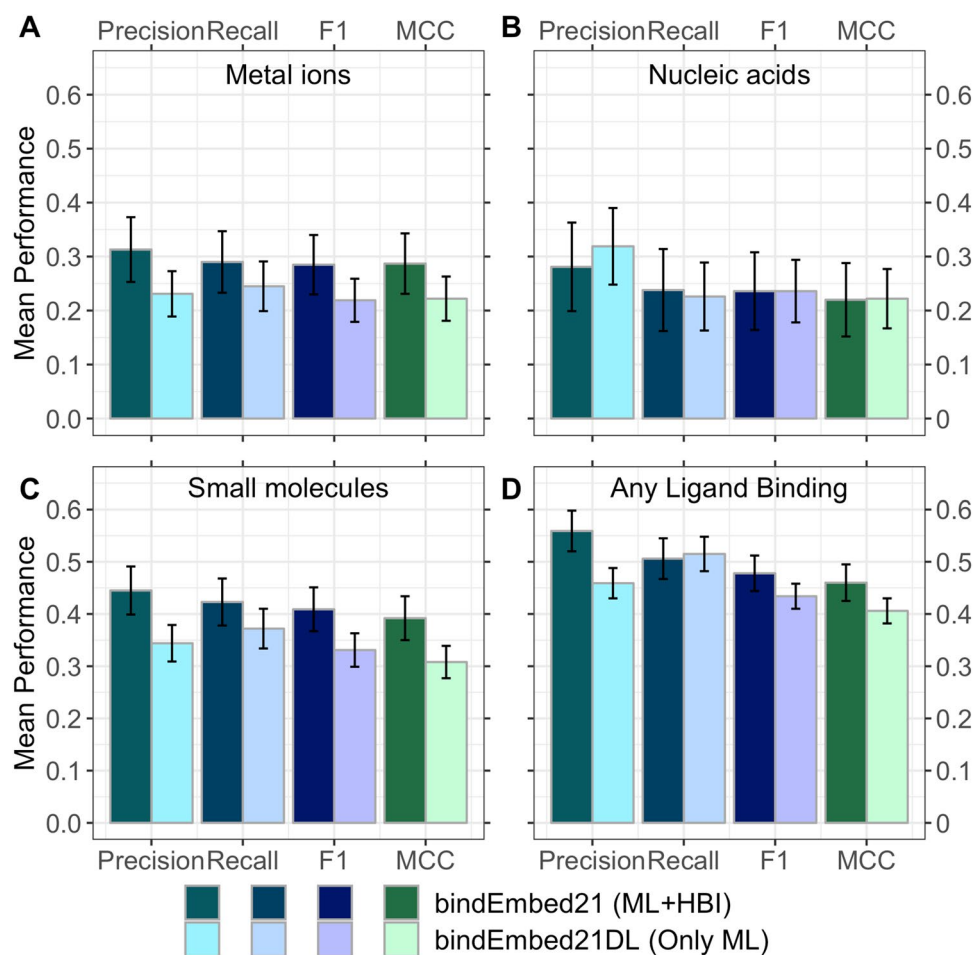 A Precision Recall F1 MCC B Precision Recall F1 MCC
Metal ions Nucleic acids
0.6 0.6
0.5 0.5
0.4 0.4
0.3 0.3
0.2 0.2
0.1 0.1
0.0 0
Mean Performance
C Small molecules D Any Ligand Binding
0.6 0.6
0.5 0.5
0.4 0.4
0.3 0.3
0.2 0.2
0.1 0.1
0.0 0
Mean Performance
Precision Recall F1 MCC Precision Recall F1 MCC
bindEmbed21 (ML+HBI)
bindEmbed21DL (Only ML)